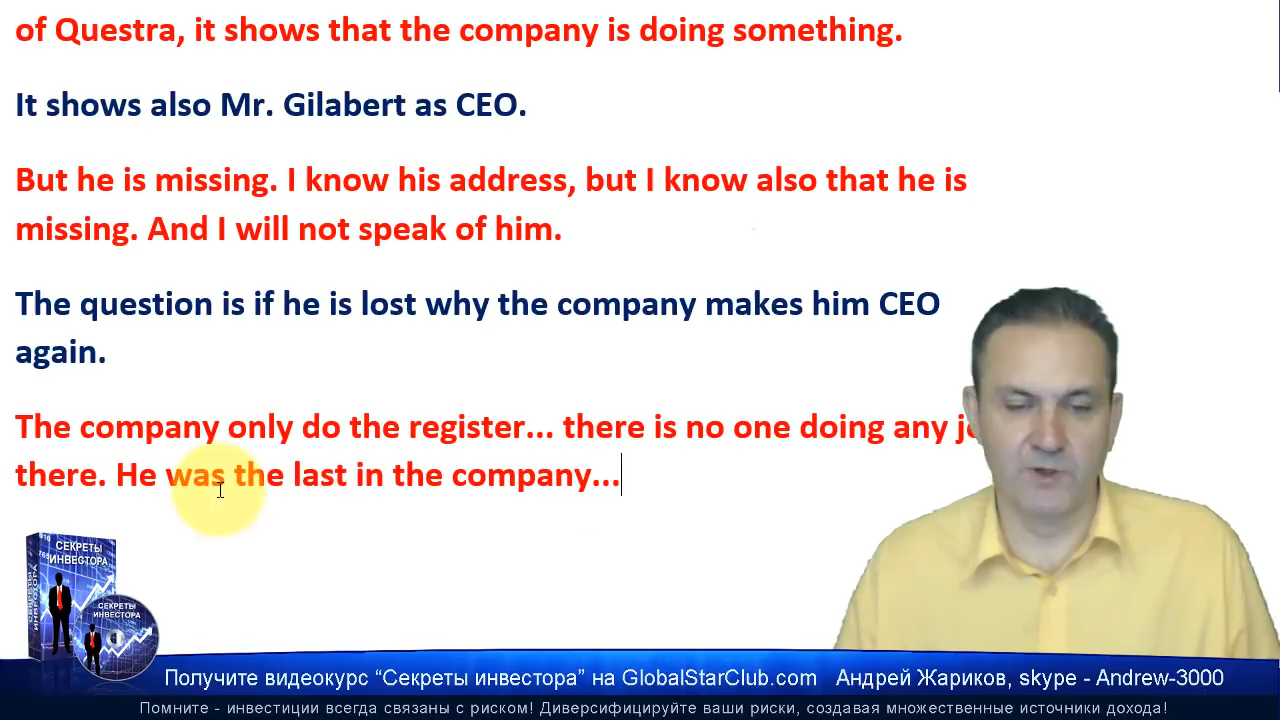 of Questra, it shows that the company is doing something.
It shows also Mr. Gilabert as CEO.
But he is missing. I know his address, but I know also that he is
missing. And I will not speak of him.
The question is if he is lost why the company makes him CEO
again.
The company only do the register... there is no one doing any
there. He was the last in the company...
СЕКРЕТЫ
ИНВЕСТОРА
СЕКРЕТЫ
ИНВЕСТОРА
СЕКРЕТЫ
ИНВЕСТОРА
Получите видеокурс “Секреты инвестора” на GlobalStarClub.com Андрей Жариков, skype - Andrew-3000
Помните - инвестиции всегда связаны с риском! Диверсифицируйте ваши риски, создавая множественные источники дохода!